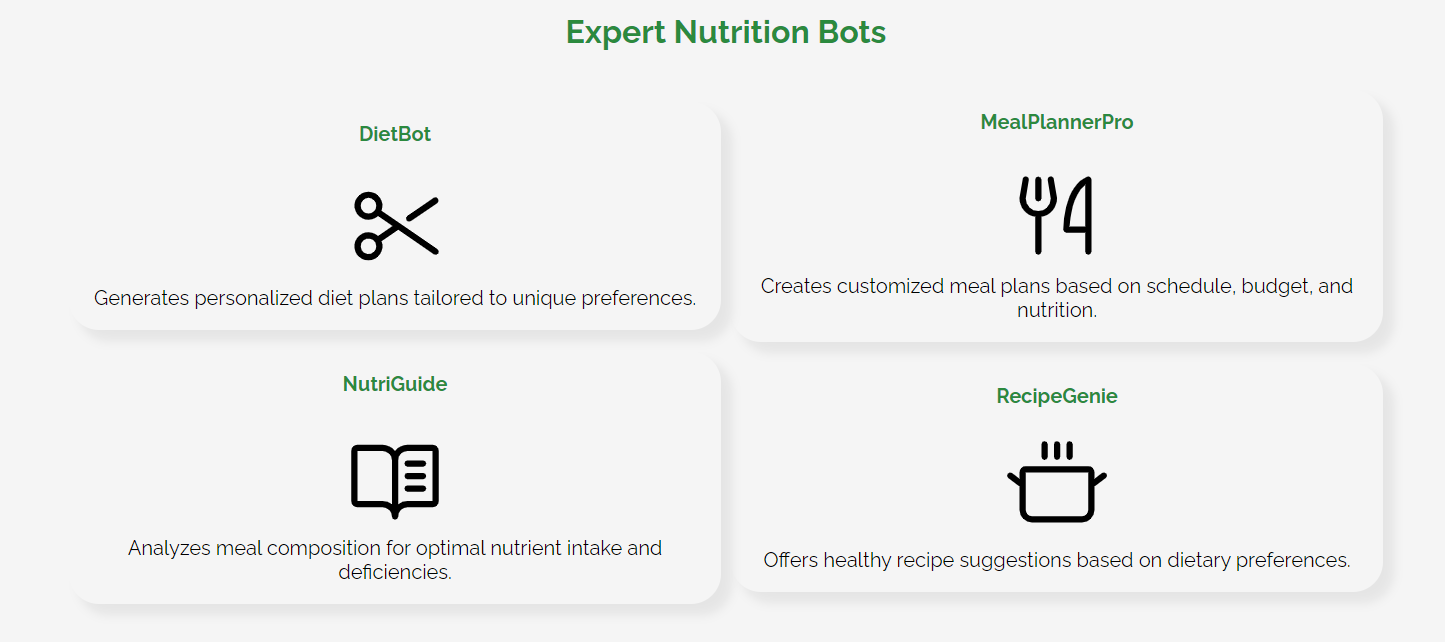 Expert Nutrition Bots
DietBot
Generates personalized diet plans tailored to unique preferences.
MealPlannerPro
Creates customized meal plans based on schedule, budget, and
nutrition.
NutriGuide
Analyzes meal composition for optimal nutrient intake and
deficiencies.
RecipeGenie
Offers healthy recipe suggestions based on dietary preferences.